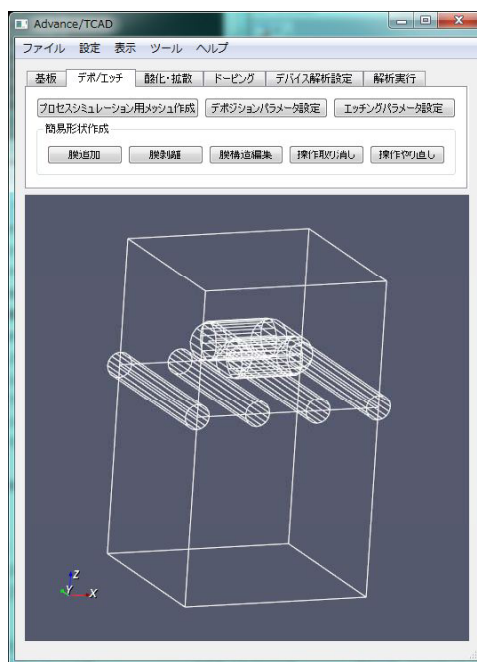 Advance/TCAD
ファイル 設定 表示 ツール ヘルプ
基板 デポ/エッチ 酸化・拡散 ドーピング デバイス解析設定 解析実行
プロセスシミュレーション用メッシュ作成 デポジションパラメータ設定 エッチングパラメータ設定
簡易形状作成
膜追加 膜剥離 膜構造編集 操作取り消し 操作やり直し
Z
Y X